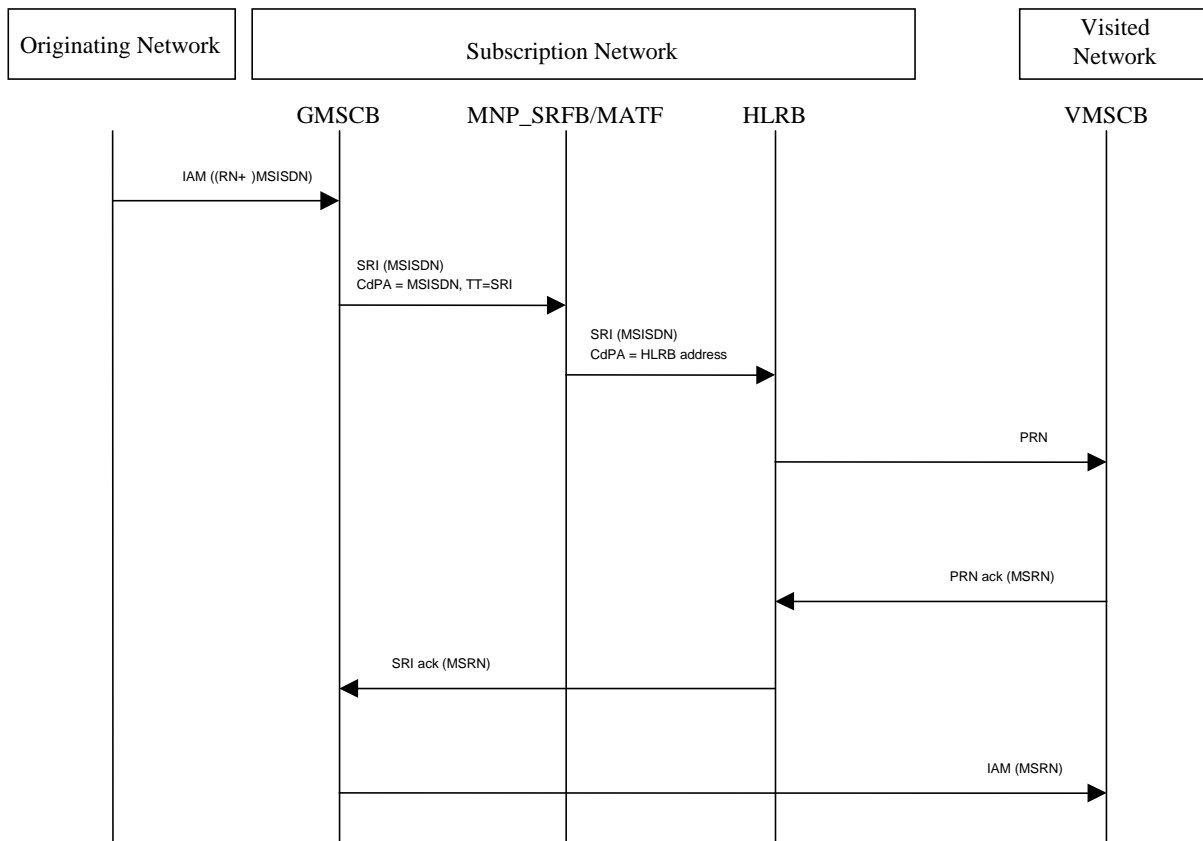 Originating Network
Subscription Network
Visited
Network
GMSCB
MNP_SRFB/MATF
HLRB
VMSCB
IAM ((RN+ )MSISDN)
SRI (MSISDN)
CdPA = MSISDN, TT=SRI
SRI (MSISDN)
CdPA = HLRB address
PRN
PRN ack (MSRN)
SRI ack (MSRN)
IAM (MSRN)